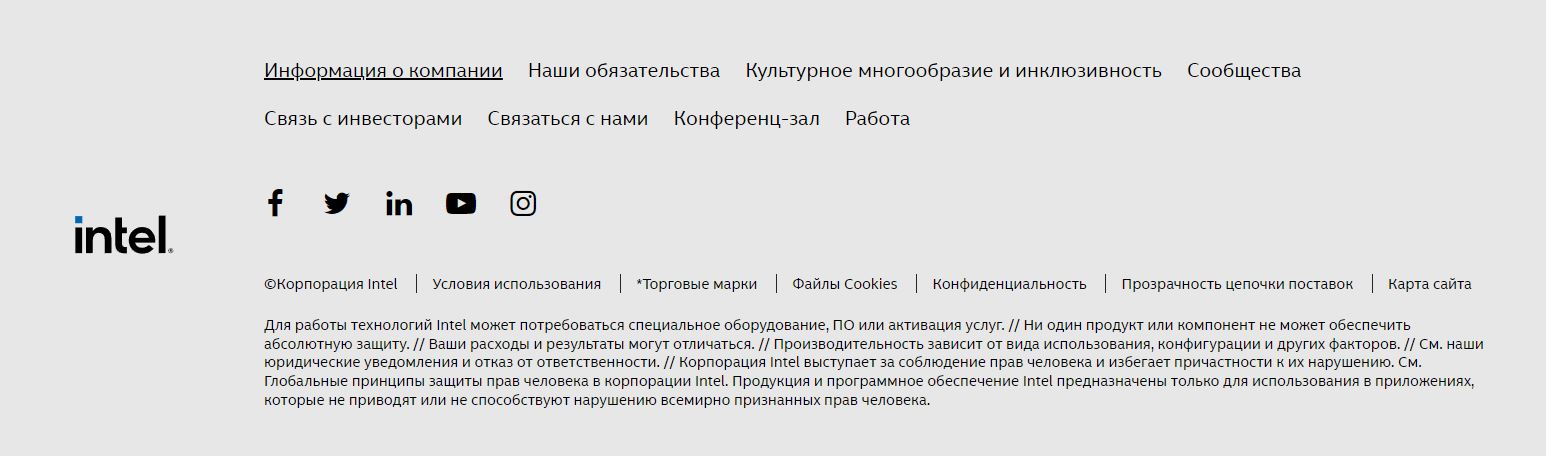 Информация о компании Наши обязательства Культурное многообразие и инклюзивность Сообщества
Связь с инвесторами Связаться с нами Конференц-зал Работа
intel®
©Корпорация Intel Условия использования *Торговые марки Файлы Cookies Конфиденциальность Прозрачность цепочки поставок Карта сайта
Для работы технологий Intel может потребоваться специальное оборудование, ПО или активация услуг. // Ни один продукт или компонент не может обеспечить
абсолютную защиту. // Ваши расходы и результаты могут отличаться. // Производительность зависит от вида использования, конфигурации и других факторов. // См. наши
юридические уведомления и отказ от ответственности. // Корпорация Intel выступает за соблюдение прав человека и избегает причастности к их нарушению. См.
Глобальные принципы защиты прав человека в корпорации Intel. Продукция и программное обеспечение Intel предназначены только для использования в приложениях,
которые не приводят или не способствуют нарушению всемирно признанных прав человека.